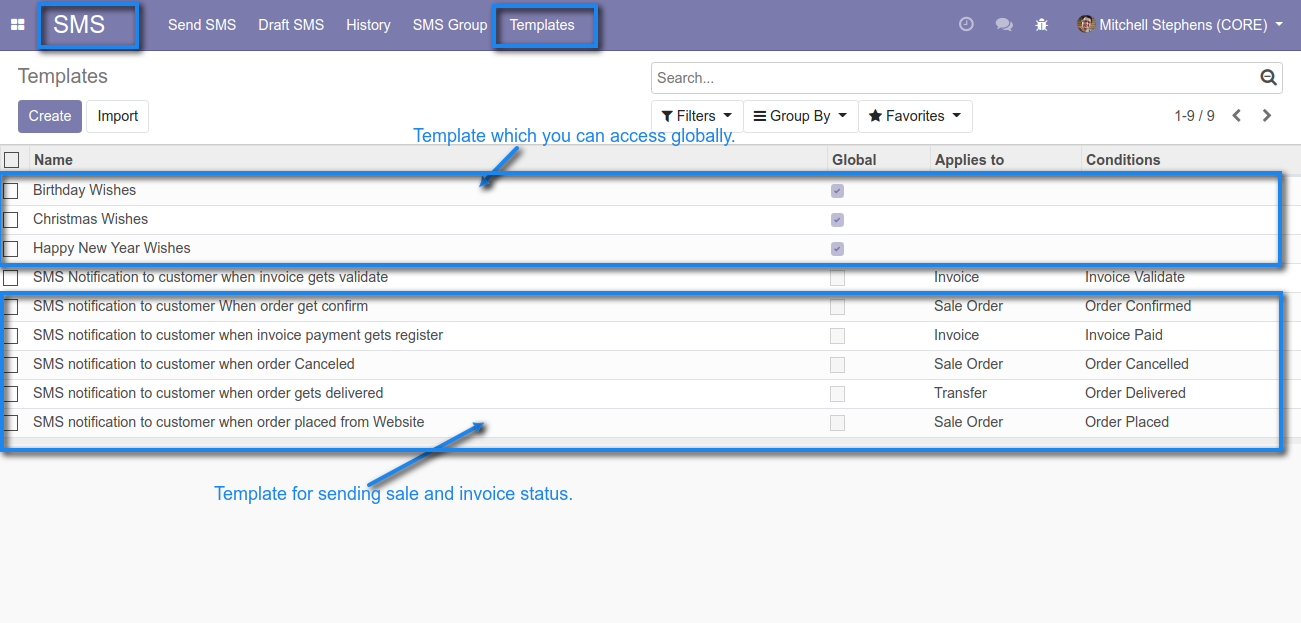 SMS Send SMS Draft SMS History SMS Group Templates Mitchell Stephens (CORE)
Templates Search...
Create Import Filters Group By Favorites 1-9 / 9
Template which you can access globally.
Name Global Applies to Conditions
Birthday Wishes
Christmas Wishes
Happy New Year Wishes
SMS Notification to customer when invoice gets validate Invoice Invoice Validate
SMS notification to customer When order get confirm Sale Order Order Confirmed
SMS notification to customer when invoice payment gets register Invoice Invoice Paid
SMS notification to customer when order Canceled Sale Order Order Cancelled
SMS notification to customer when order gets delivered Transfer Order Delivered
SMS notification to customer when order placed from Website Sale Order Order Placed
Template for sending sale and invoice status.